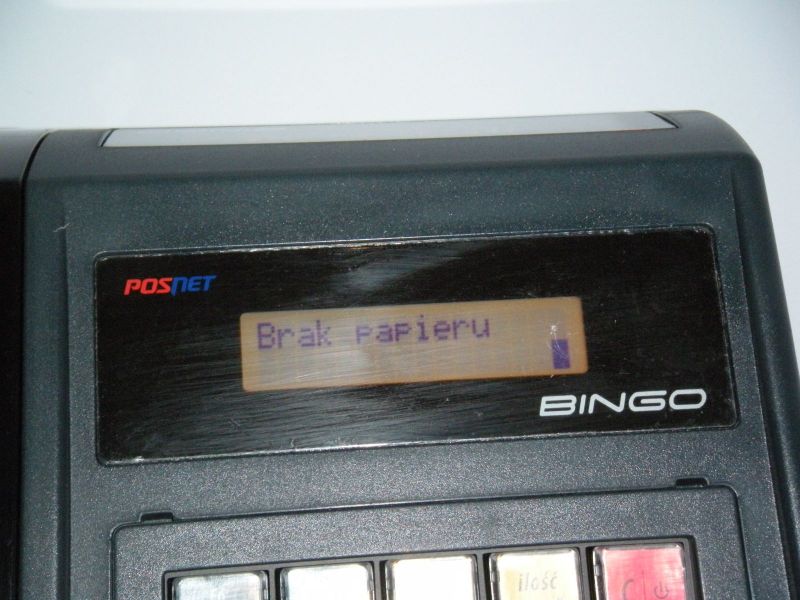 POSNET
Brak papieru
BINGO
ilość
C